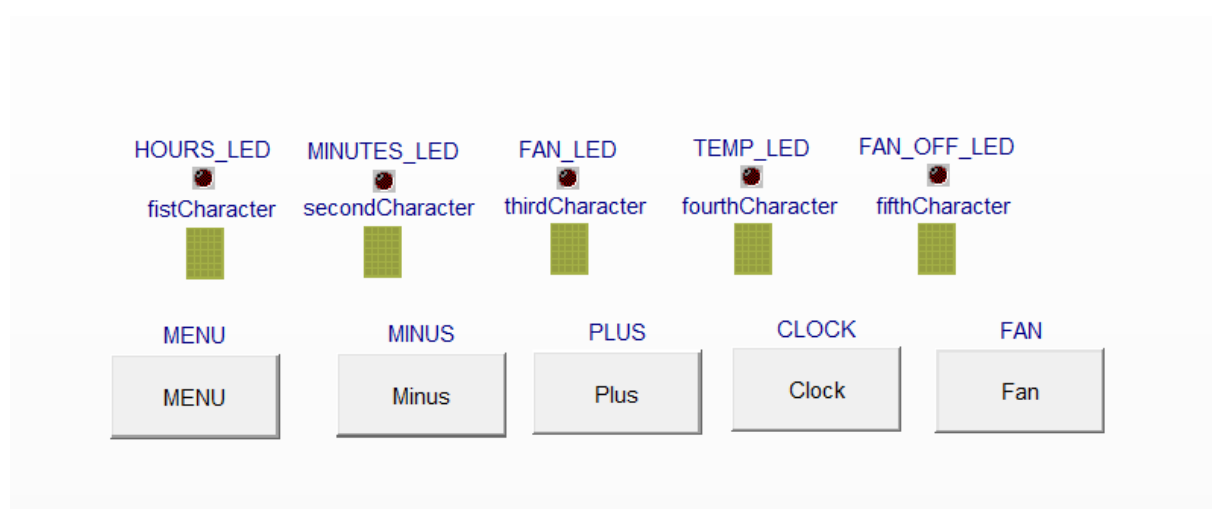 HOURS_LED MINUTES_LED FAN_LED TEMP_LED FAN_OFF_LED
fistCharacter secondCharacter thirdCharacter fourthCharacter fifthCharacter
MENU MINUS PLUS CLOCK FAN
MENU Minus Plus Clock Fan